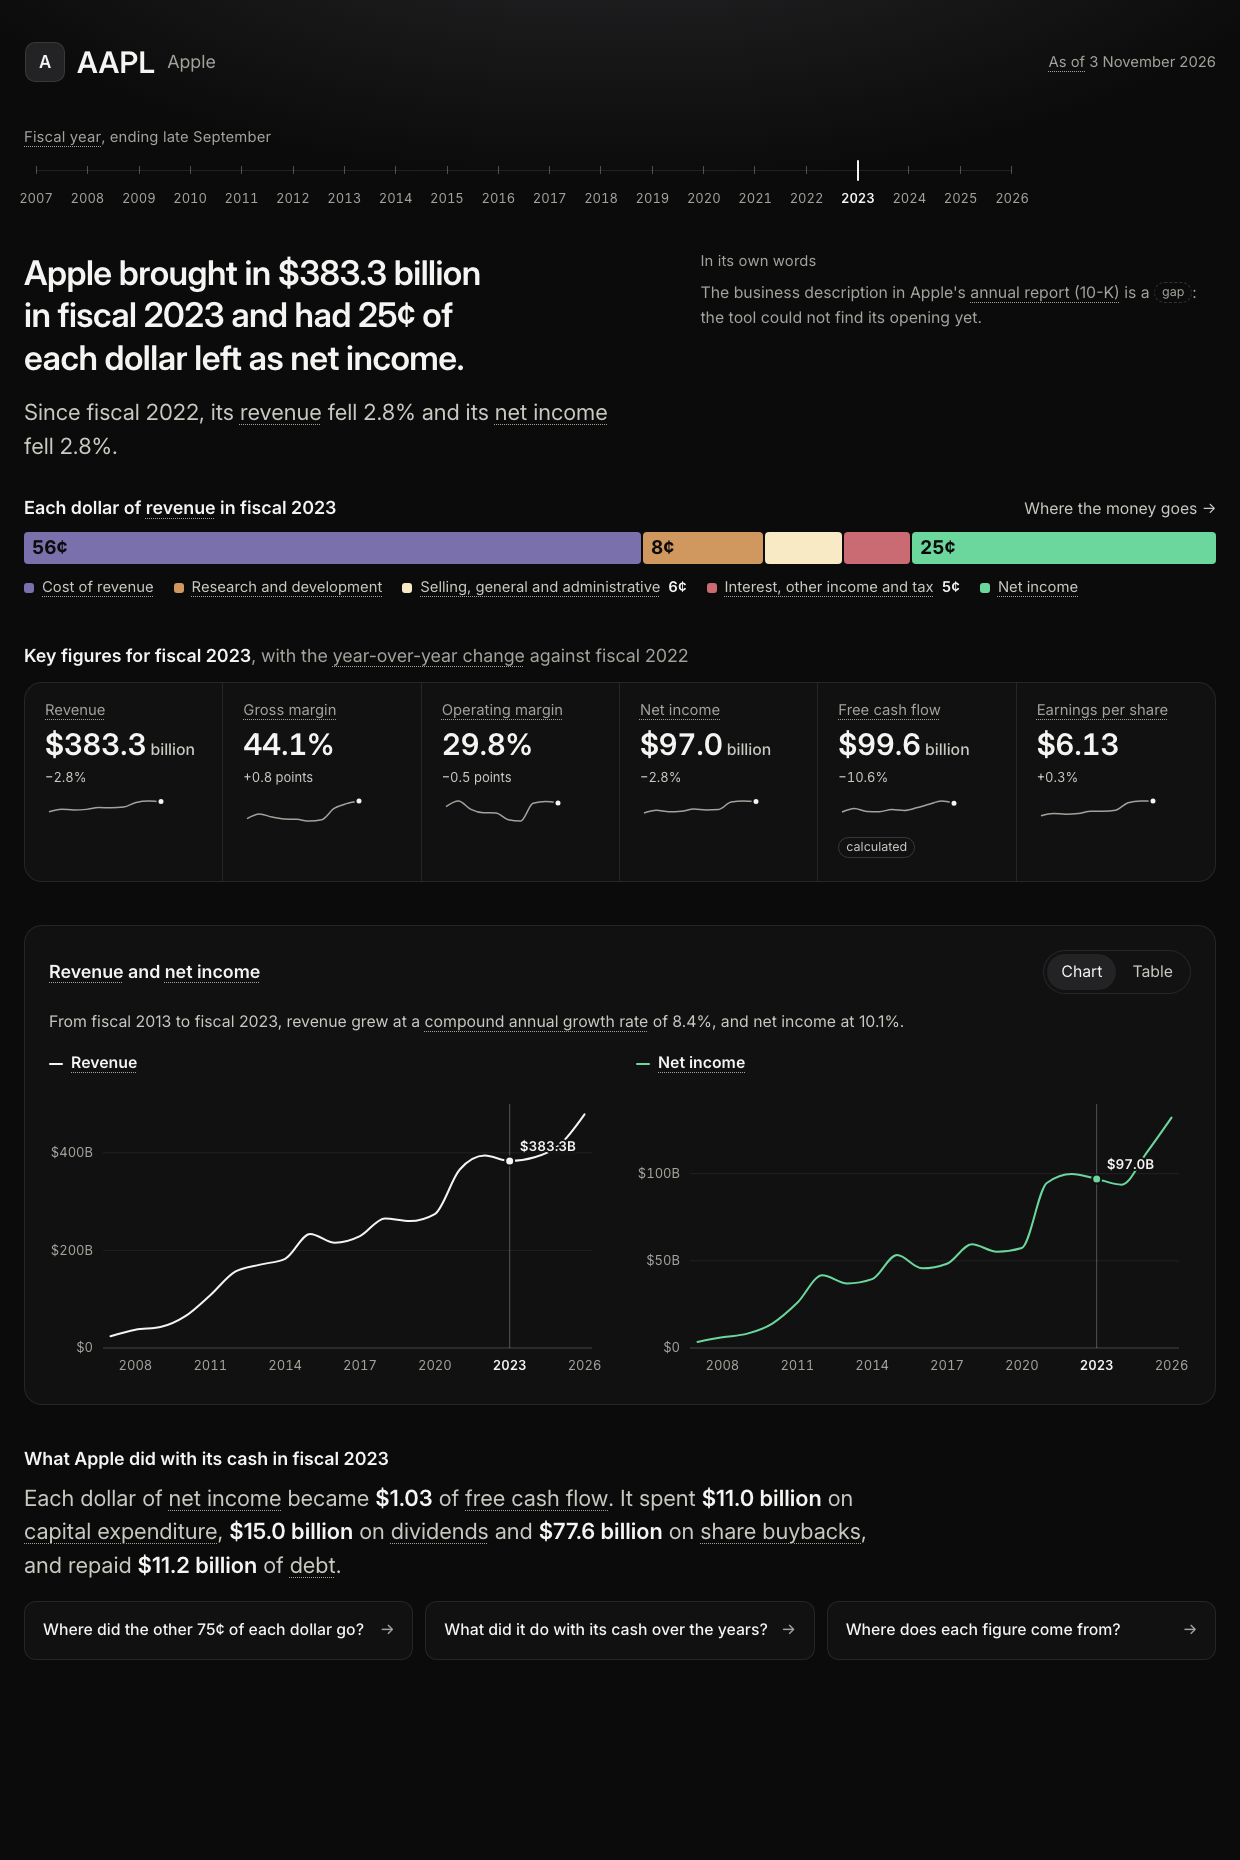 A AAPL Apple
As of 3 November 2026
Fiscal year, ending late September
2007 2008 2009 2010 2011 2012 2013 2014 2015 2016 2017 2018 2019 2020 2021 2022 2023 2024 2025 2026
Apple brought in $383.3 billion
in fiscal 2023 and had 25¢ of
each dollar left as net income.
Since fiscal 2022, its revenue fell 2.8% and its net income
fell 2.8%.
In its own words
The business description in Apple's annual report (10-K) is a gap:
the tool could not find its opening yet.
Each dollar of revenue in fiscal 2023
Where the money goes →
56¢ 8¢ 25¢
Cost of revenue Research and development Selling, general and administrative 6¢ Interest, other income and tax 5¢ Net income
Key figures for fiscal 2023, with the year-over-year change against fiscal 2022
Revenue
$383.3 billion
−2.8%
Gross margin
44.1%
+0.8 points
Operating margin
29.8%
−0.5 points
Net income
$97.0 billion
−2.8%
Free cash flow
$99.6 billion
−10.6%
calculated
Earnings per share
$6.13
+0.3%
Revenue and net income
Chart Table
From fiscal 2013 to fiscal 2023, revenue grew at a compound annual growth rate of 8.4%, and net income at 10.1%.
Revenue
$383.3B
$400B
$200B
$0
2008 2011 2014 2017 2020 2023 2026
Net income
$97.0B
$100B
$50B
$0
2008 2011 2014 2017 2020 2023 2026
What Apple did with its cash in fiscal 2023
Each dollar of net income became $1.03 of free cash flow. It spent $11.0 billion on
capital expenditure, $15.0 billion on dividends and $77.6 billion on share buybacks,
and repaid $11.2 billion of debt.
Where did the other 75¢ of each dollar go? →
What did it do with its cash over the years? →
Where does each figure come from? →